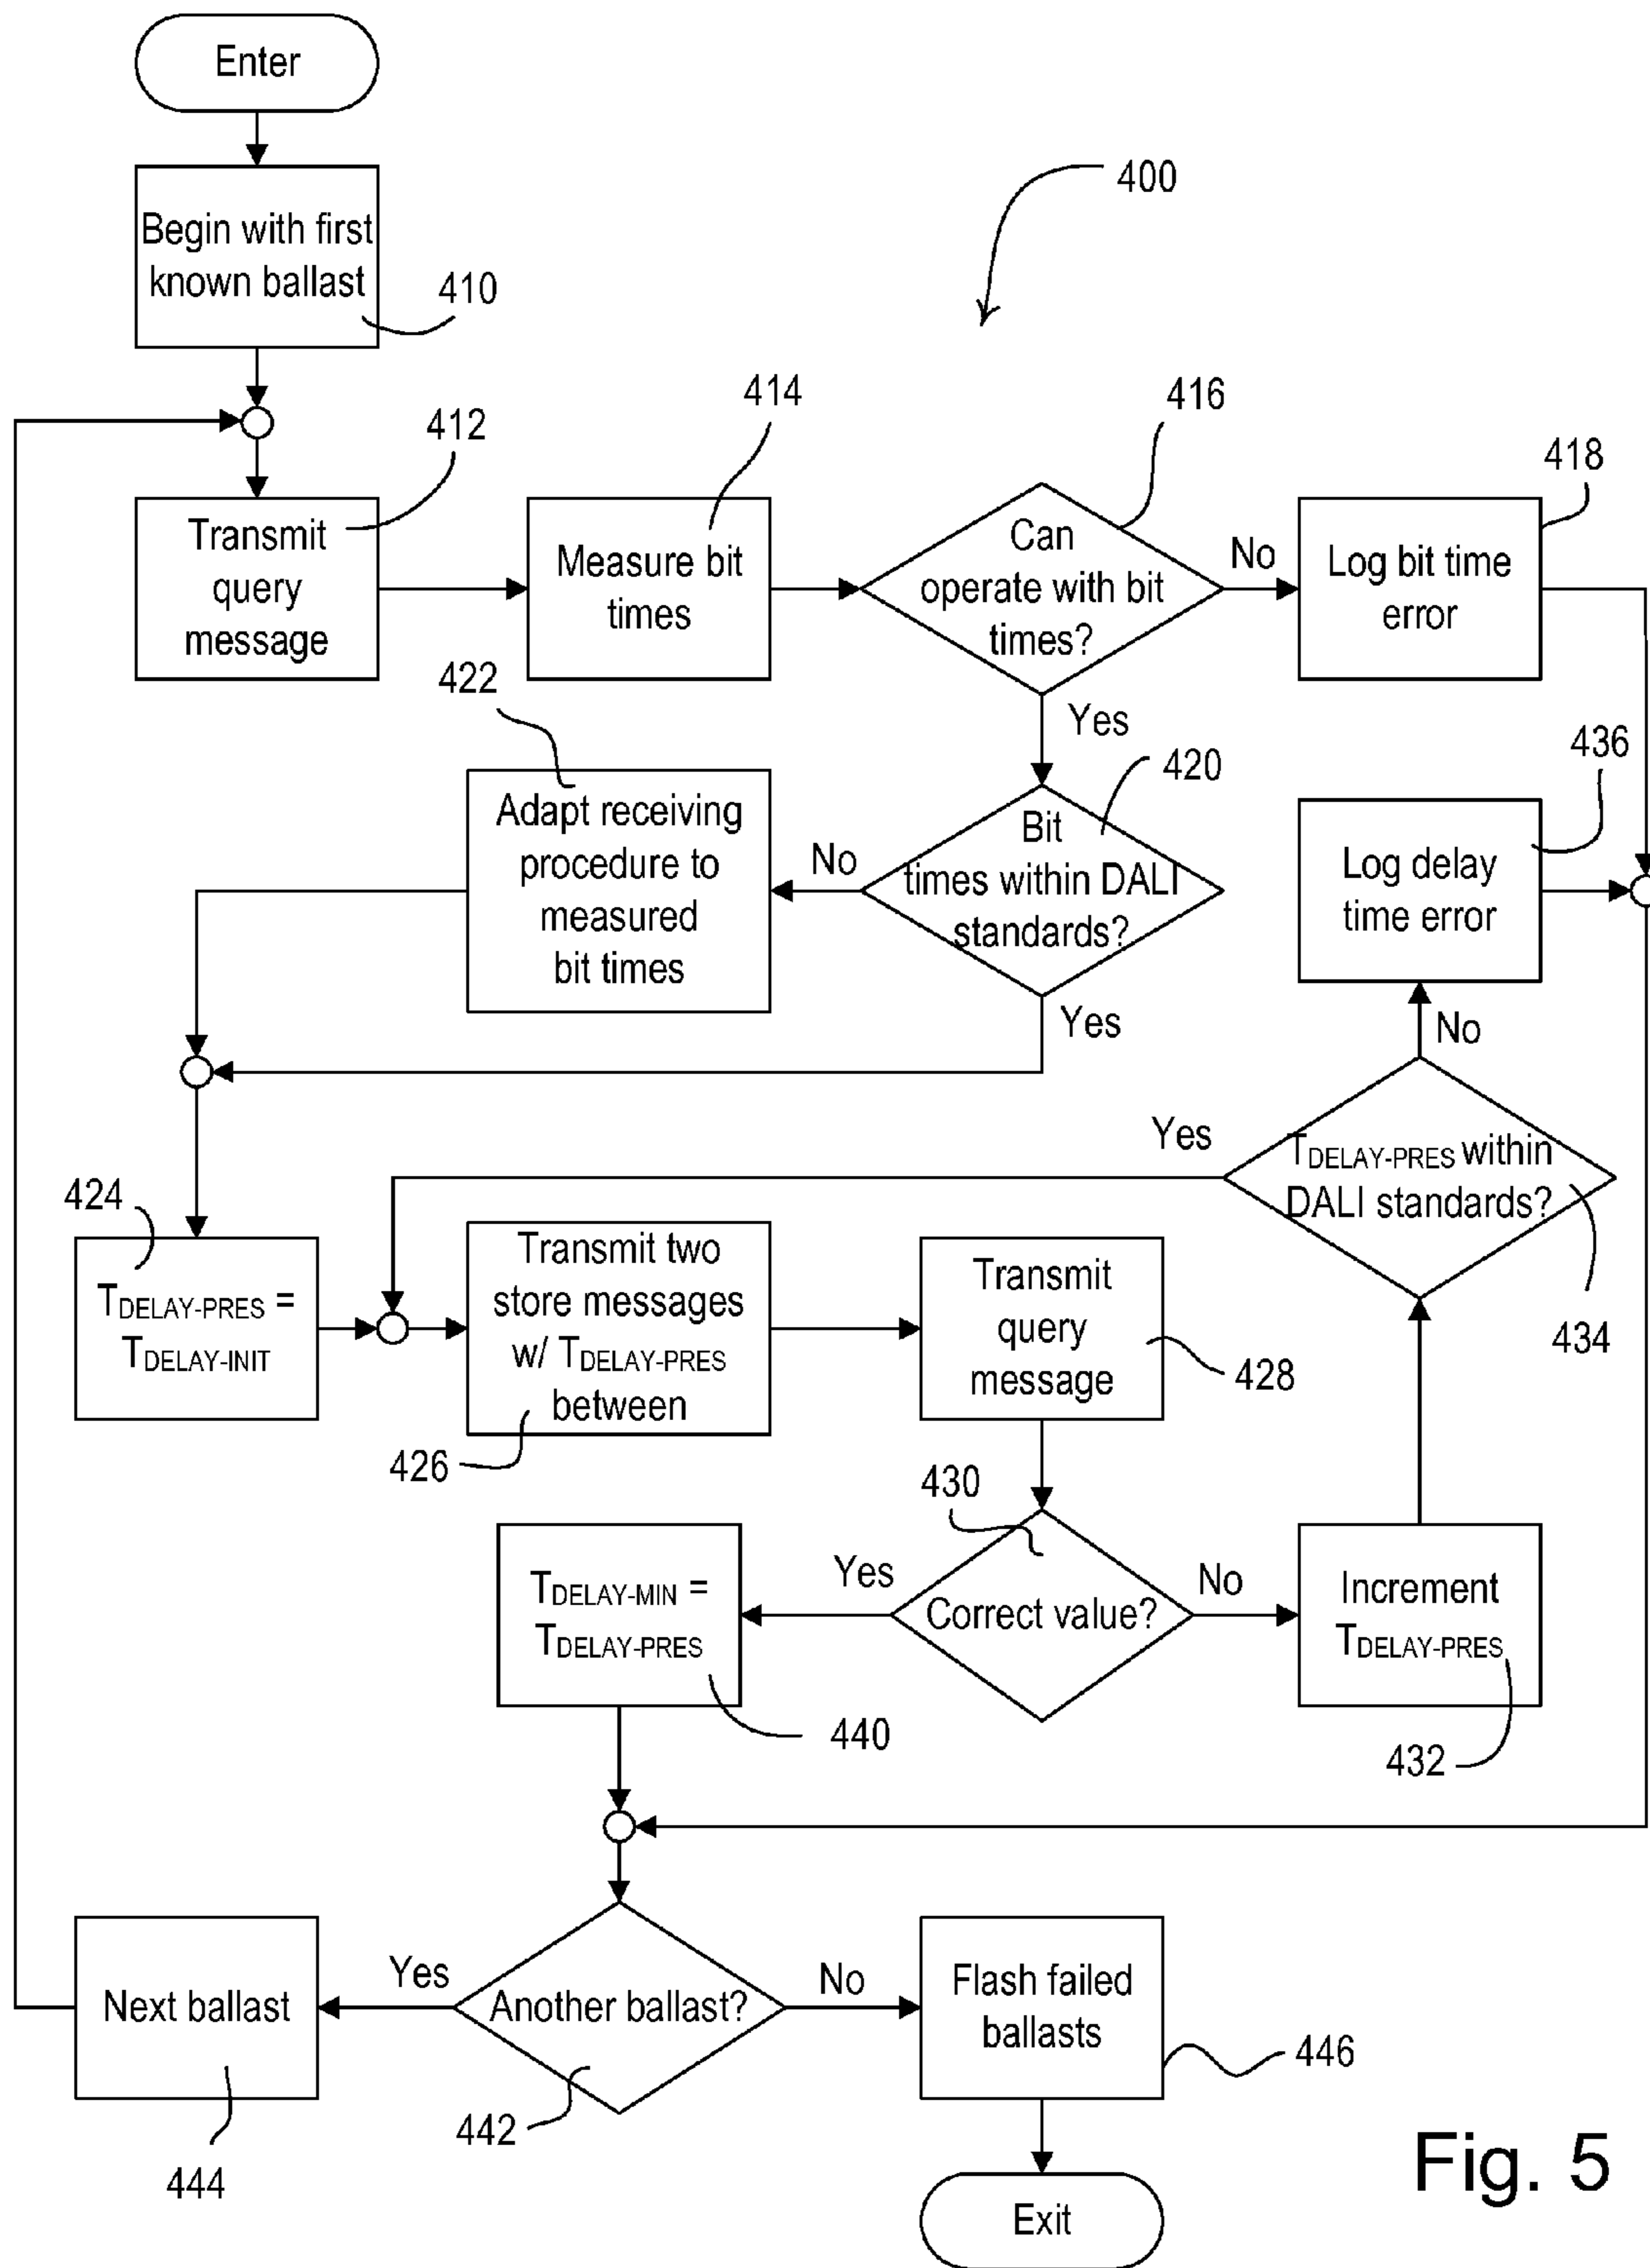 Enter
Begin with first
known ballast
410
400
412
Transmit
query
message
414
Measure bit
times
416
Can
operate with bit
times?
No
418
Log bit time
error
Yes
422
Adapt receiving
procedure to
measured
bit times
No
420
Bit
times within DALI
standards?
Yes
436
Log delay
time error
No
434
TDELAY-PRES within
DALI standards?
Yes
424
TDELAY-PRES =
TDELAY-INIT
Transmit two
store messages
w/ TDELAY-PRES
between
426
Transmit
query
message
428
430
Correct value?
Yes
No
TDELAY-MIN =
TDELAY-PRES
440
Increment
TDELAY-PRES
432
Next ballast
444
Yes
Another ballast?
442
No
Flash failed
ballasts
446
Exit
Fig. 5